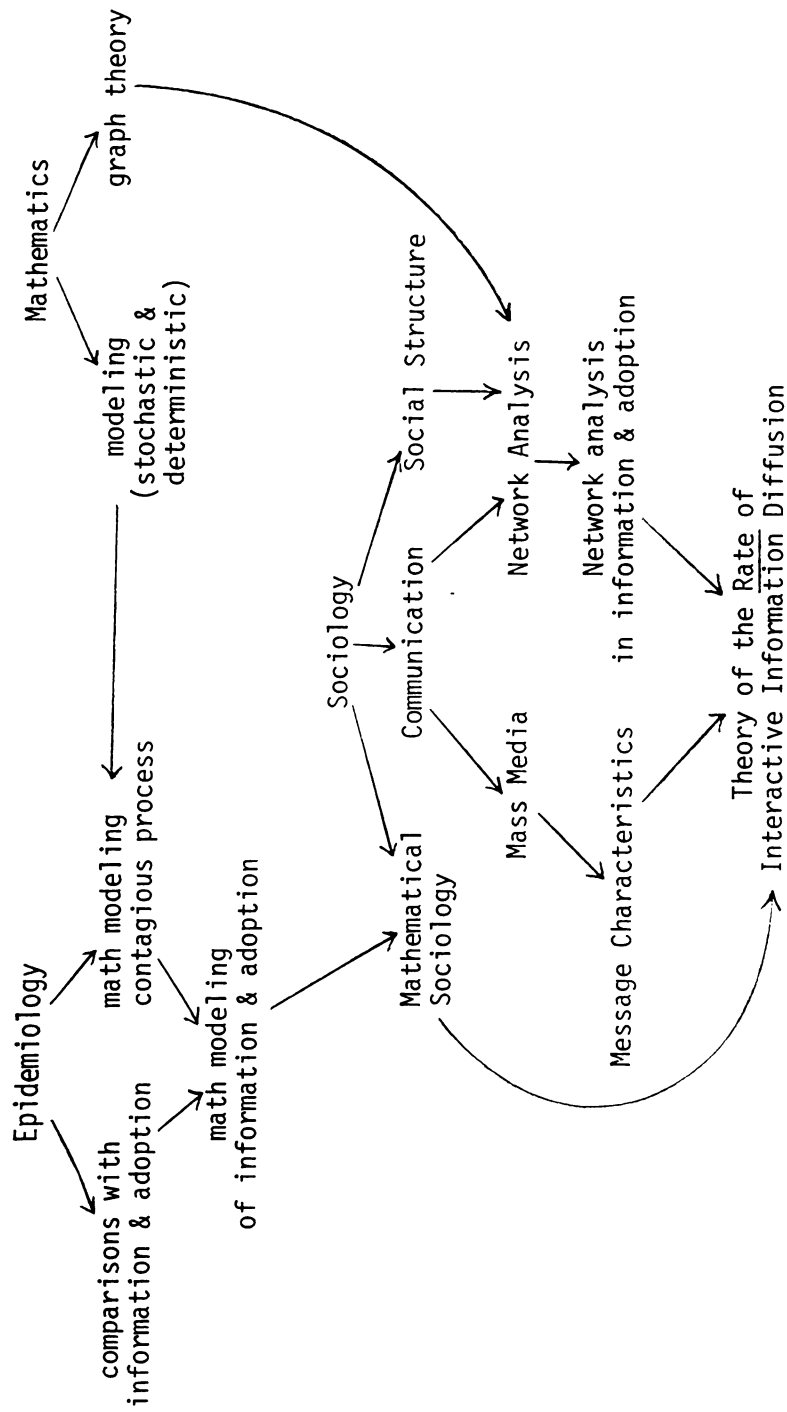 Epidemiology
Mathematics
comparisons with
information & adoption
math modeling
contagious process
modeling
(stochastic &
deterministic)
graph theory
math modeling
of information & adoption
Sociology
Mathematical
Sociology
Communication
Social Structure
Mass Media
Network Analysis
Message Characteristics
Network analysis
in information & adoption
Theory of the Rate of
Interactive Information Diffusion